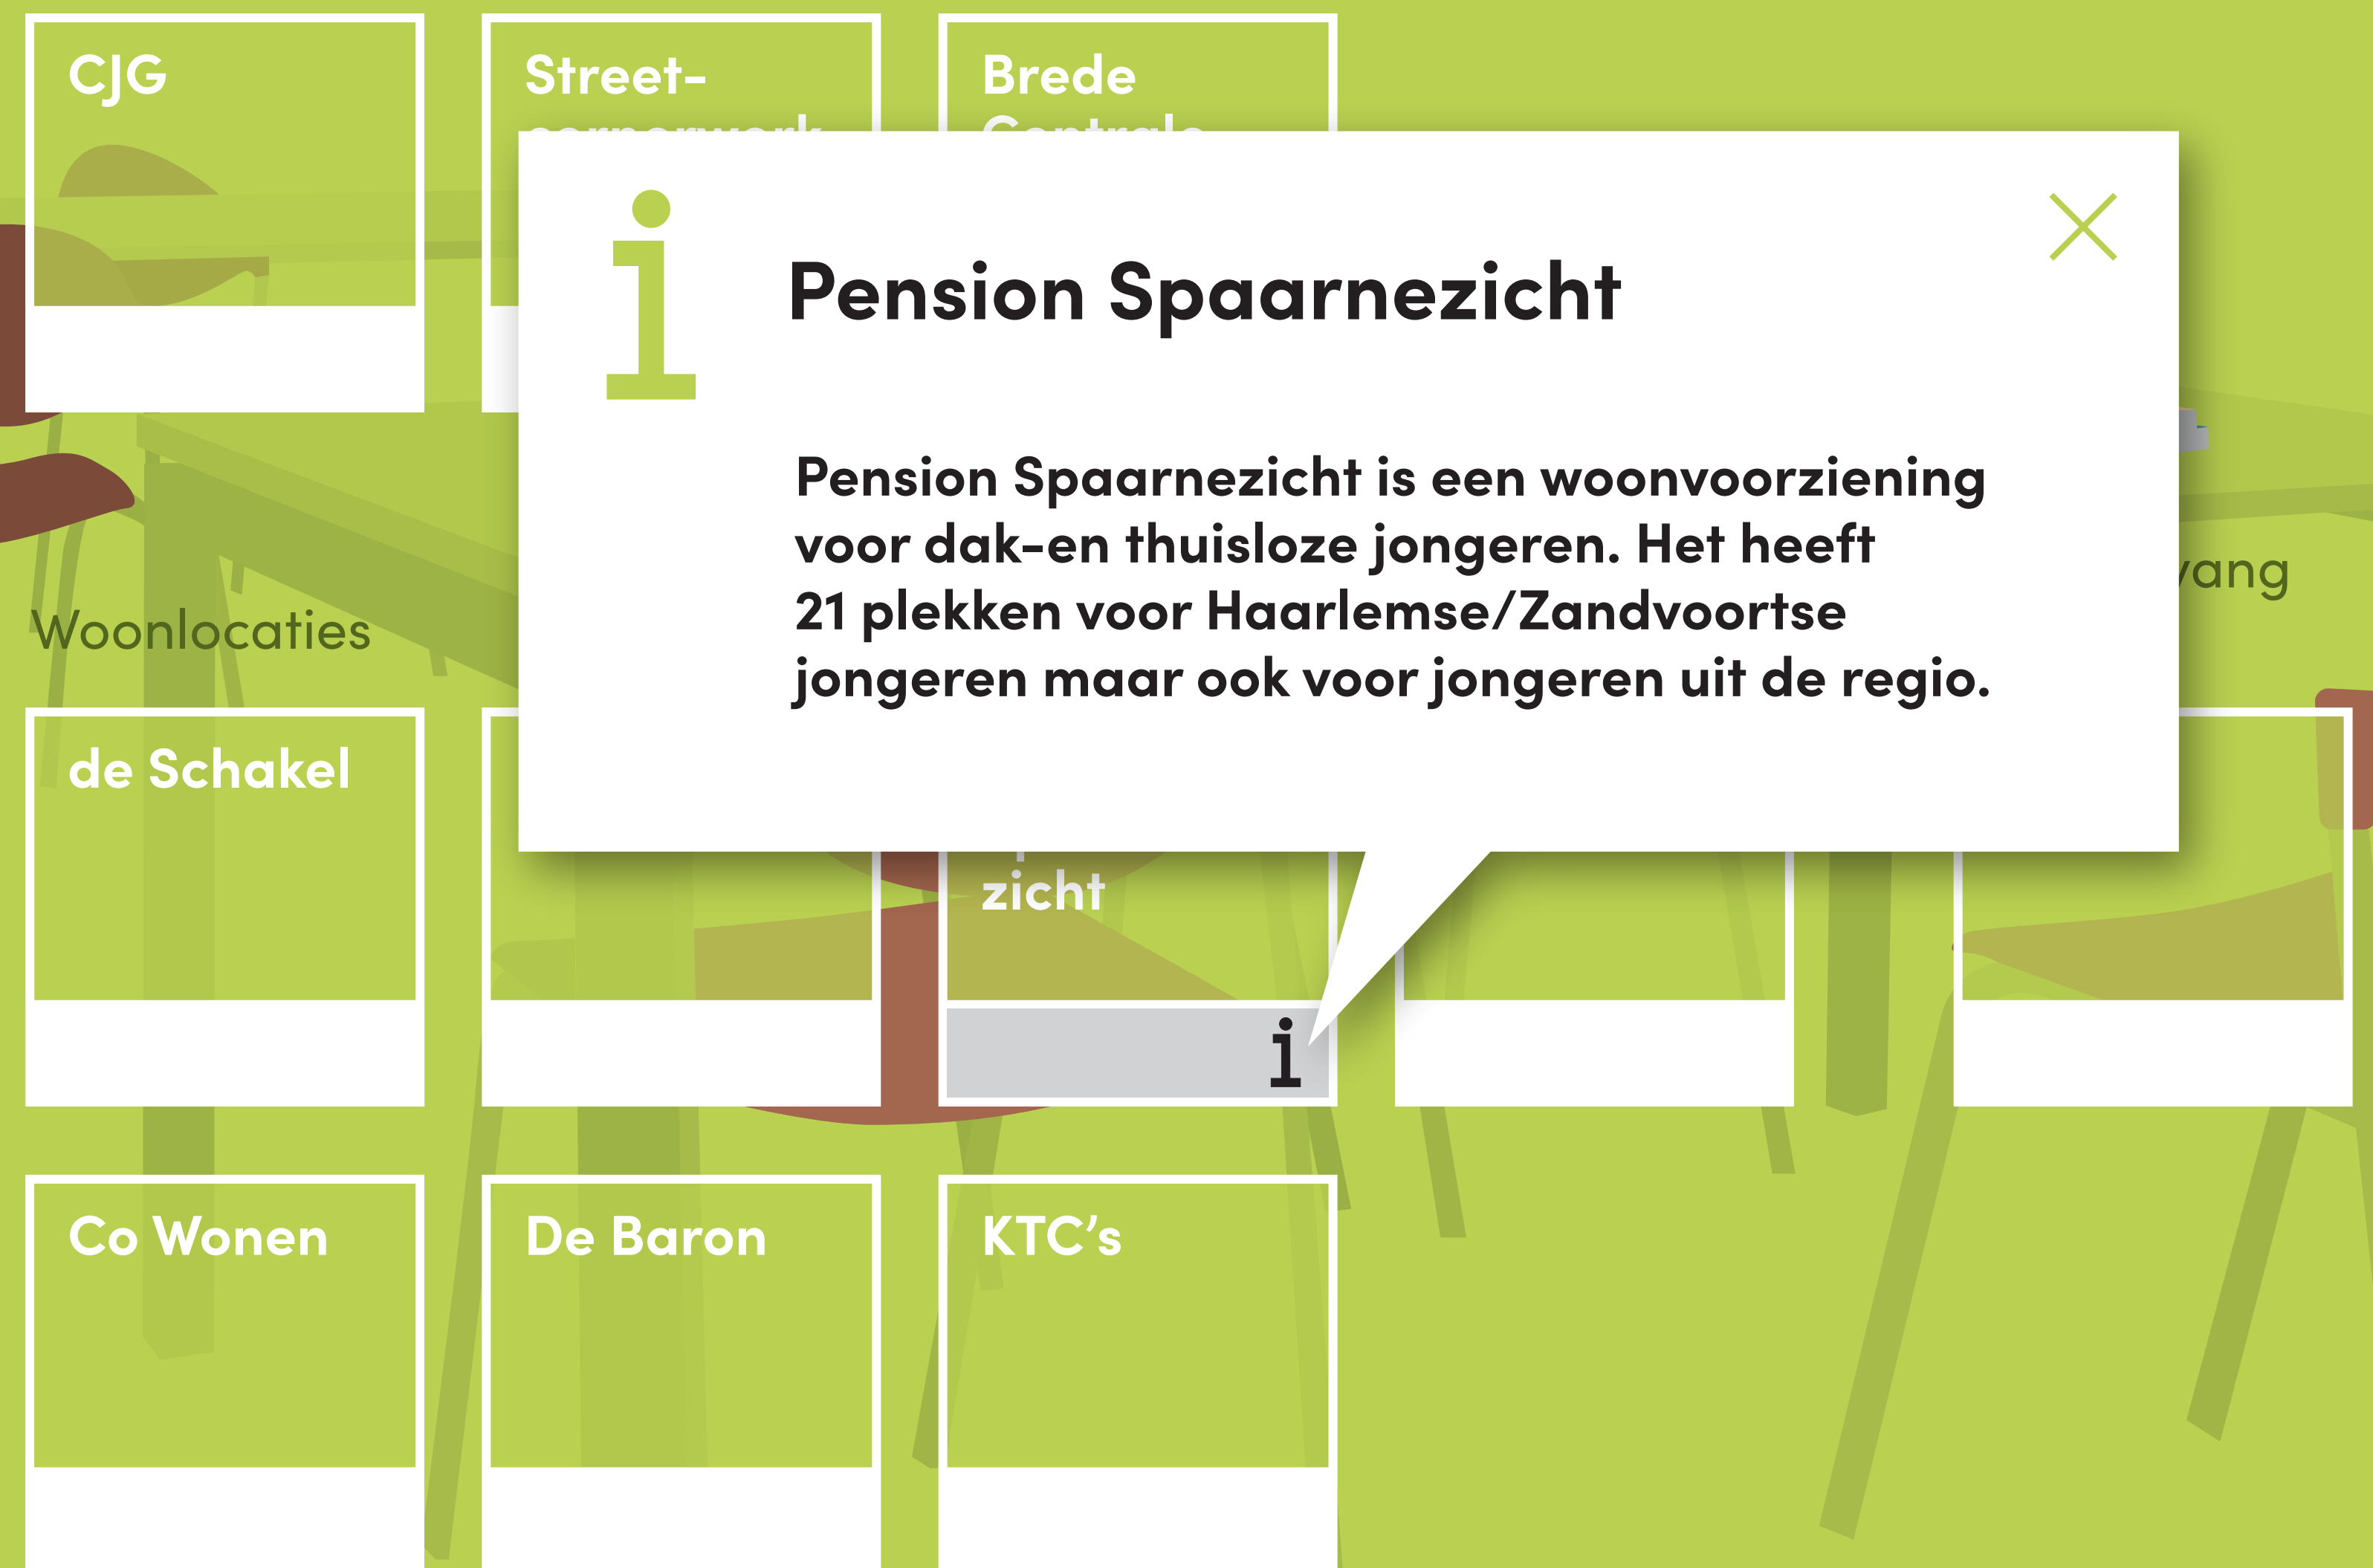 CJG
Street-
Brede
Pension Spaarnezicht
Pension Spaarnezicht is een woonvoorziening
voor dak-en thuisloze jongeren. Het heeft
21 plekken voor Haarlemse/Zandvoortse
jongeren maar ook voor jongeren uit de regio.
Woonlocaties
de Schakel
zicht
i
Co Wonen
De Baron
KTC’s